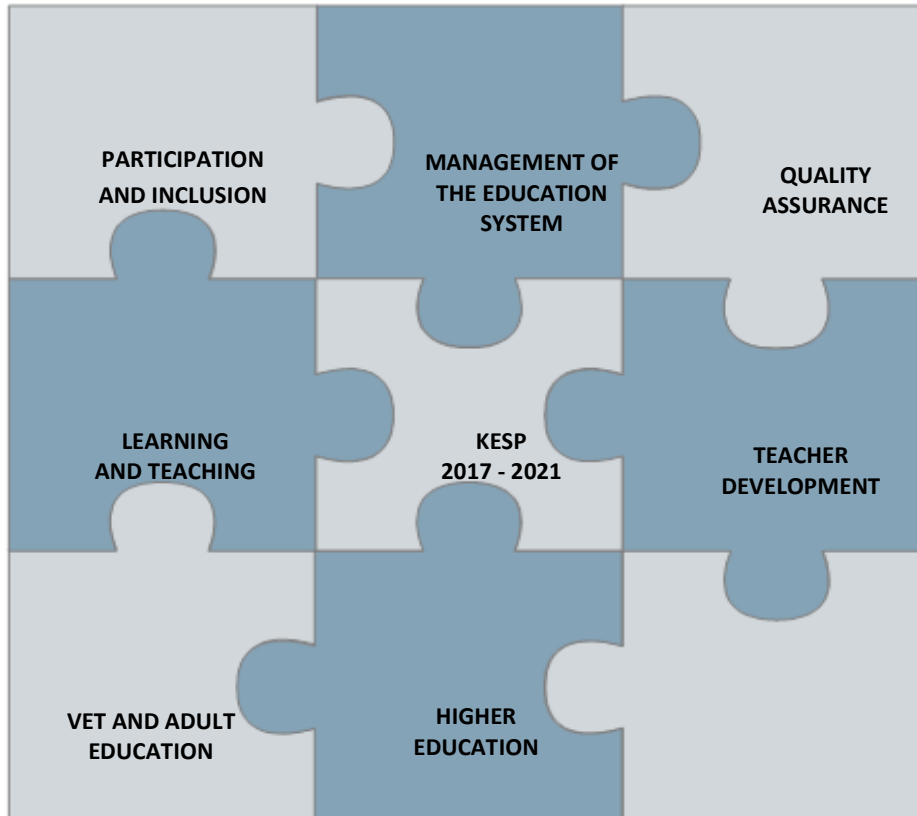 PARTICIPATION
AND INCLUSION
MANAGEMENT OF
THE EDUCATION
SYSTEM
QUALITY
ASSURANCE
LEARNING
AND TEACHING
KESP
2017 - 2021
TEACHER
DEVELOPMENT
VET AND ADULT
EDUCATION
HIGHER
EDUCATION